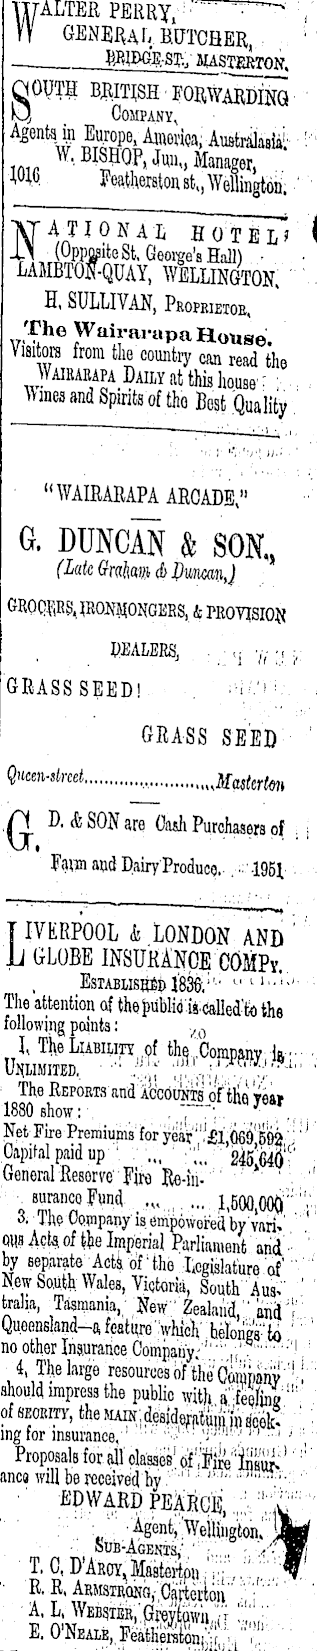 WALTER PERRY,
GENERAL BUTCHER,
BRIDGE-ST., MASTERTON.
SOUTH BRITISH FORWARDING
COMPANY,
Agents in Europe, America, Australasia.
W. BISHOP, Jun., Manager,
1016 Featherston st., Wellington.
NATIONAL HOTEL,
(Opposite St. George's Hall)
LAMBTON-QUAY, WELLINGTON.
H. SULLIVAN, PROPRIETOR.
The Wairarapa House.
Visitors from the country can read the
WAIRARAPA DAILY at this house
Wines and Spirits of the Best Quality
"WAIRARAPA ARCADE,"
G. DUNCAN & SON.,
(Late Graham & Duncan,)
GROCERS, IRONMONGERS, & PROVISION
DEALERS,
GRASS SEED!
GRASS SEED
Queen-street........................Masterton
G. D. & SON are Cash Purchasers of
Farm and Dairy Produce. 1951
LIVERPOOL & LONDON AND
GLOBE INSURANCE COMPY.
ESTABLISHED 1836.
The attention of the public is called to the
following points:
1. The LIABILITY of the Company is
UNLIMITED.
The REPORTS and ACCOUNTS of the year
1880 show:
Net Fire Premiums for year £1,069,592
Capital paid up ... ... 245,640
General Reserve Fire Re-in-
surance Fund ... ... 1,500,000
3. The Company is empowered by vari-
ous Acts of the Imperial Parliament and
by separate Acts of the Legislature of
New South Wales, Victoria, South Aus-
tralia, Tasmania, New Zealand, and
Queensland—a feature which belongs to
no other Insurance Company.
4. The large resources of the Company
should impress the public with a feeling
of SECRITY, the MAIN desideratum in seek-
ing for insurance.
Proposals for all classes of Fire Insur-
ance will be received by
EDWARD PEARCE,
Agent, Wellington.
SUB-AGENTS,
T. C. D'ARCY, Masterton
R. R. ARMSTRONG, Carterton
A. L. WEBSTER, Greytown
E. O'NEALE, Featherston